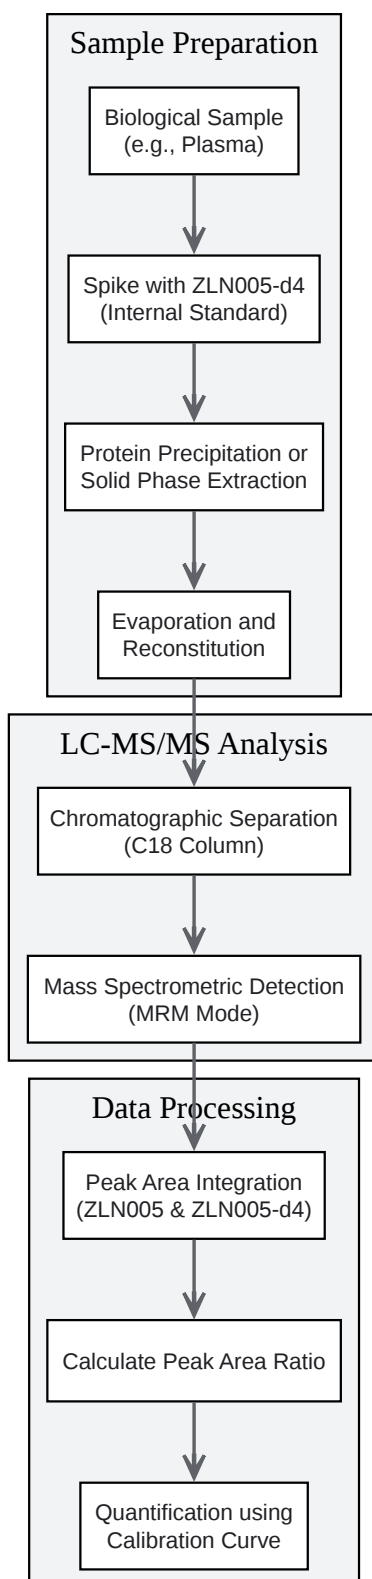 Sample Preparation
Biological Sample
(e.g., Plasma)
Spike with ZLN005-d4
(Internal Standard)
Protein Precipitation or
Solid Phase Extraction
Evaporation and
Reconstitution
LC-MS/MS Analysis
Chromatographic Separation
(C18 Column)
Mass Spectrometric Detection
(MRM Mode)
Data Processing
Peak Area Integration
(ZLN005 & ZLN005-d4)
Calculate Peak Area Ratio
Quantification using
Calibration Curve